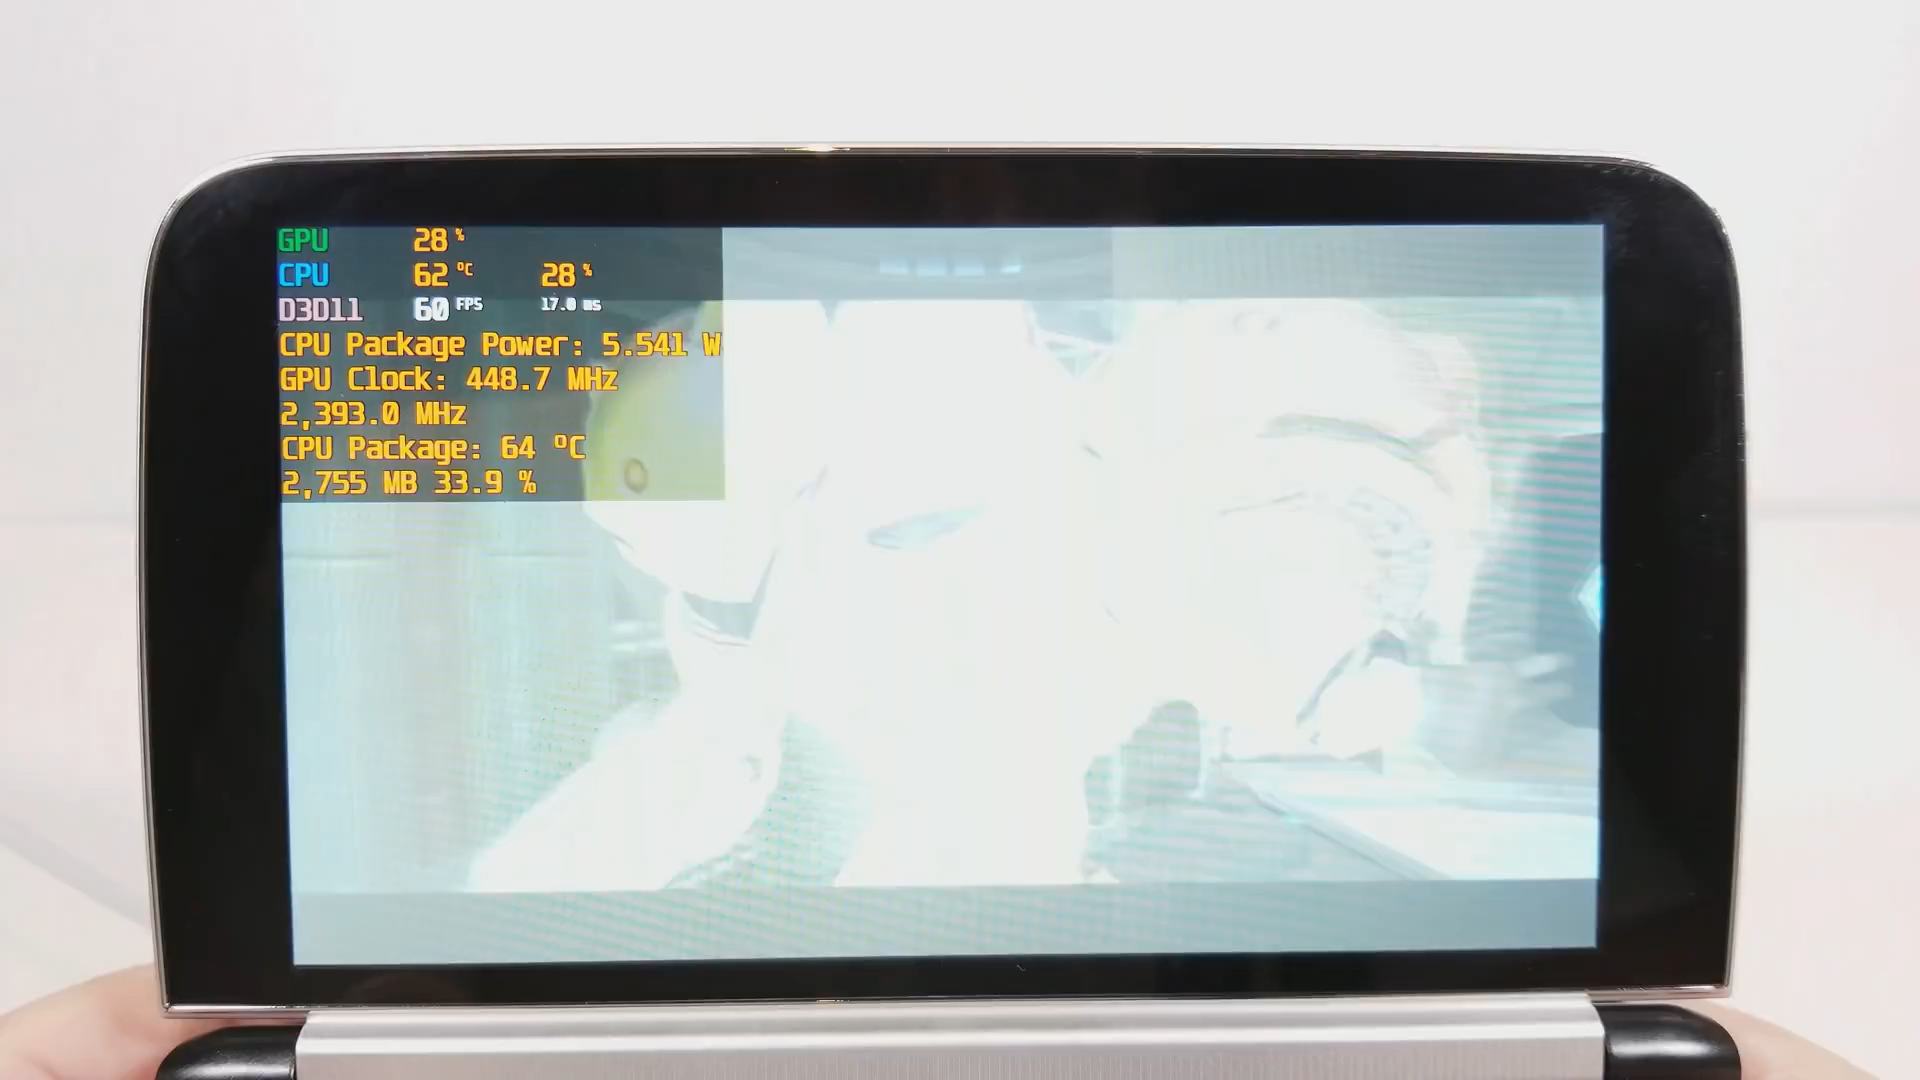 GPU 28 %
CPU 62 °C 28 %
D3D11 60 FPS 17.0 ms
CPU Package Power: 5.541 W
GPU Clock: 448.7 MHz
2,393.0 MHz
CPU Package: 64 °C
2,755 MB 33.9 %